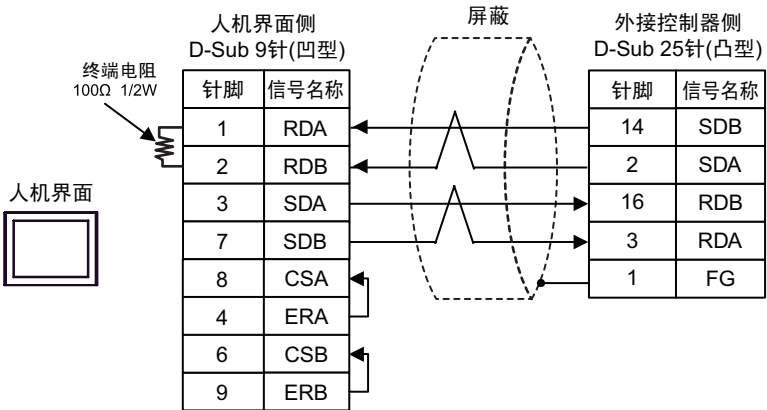 人机界面侧
D-Sub 9针(凹型)
屏蔽
外接控制器侧
D-Sub 25针(凸型)
终端电阻
100Ω 1/2W
人机界面
针脚 信号名称
1 RDA
2 RDB
3 SDA
7 SDB
8 CSA
4 ERA
6 CSB
9 ERB
针脚 信号名称
14 SDB
2 SDA
16 RDB
3 RDA
1 FG